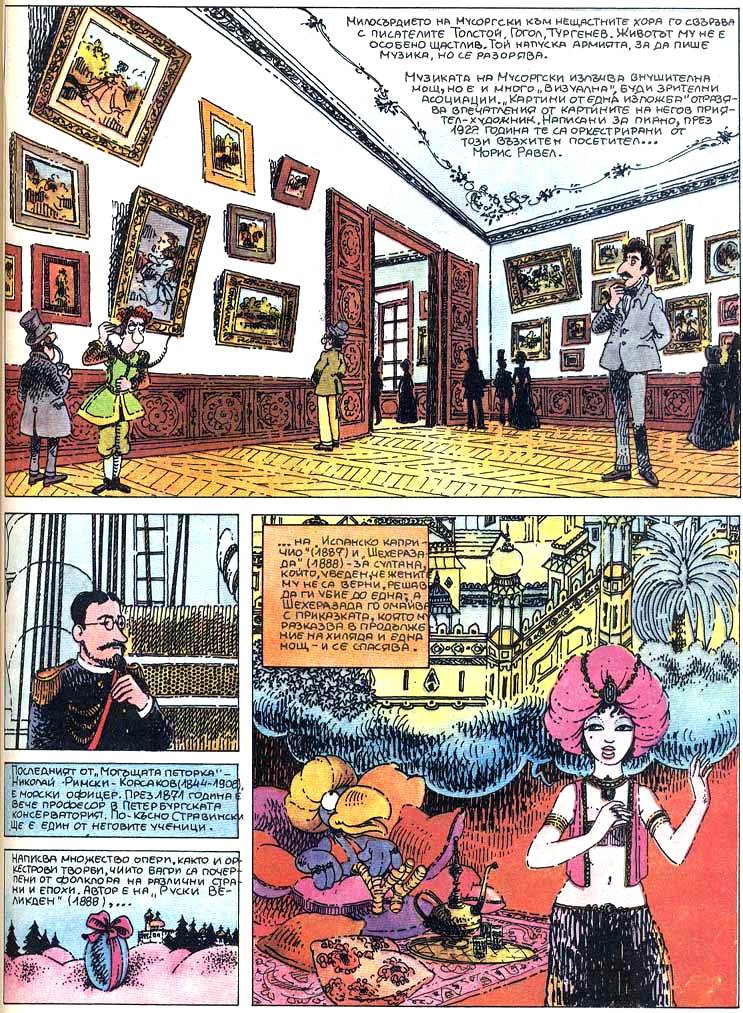 Милосърдието на Мусоргски към нещастните хора го свързва
с писателите Толстой, Гогол, Тургенев. Животът му не е
особено щастлив. Той напуска армията, за да пише
музика, но се разорява.
Музиката на Мусоргски излъчва внушителна
мощ, но е и много „визуална", буди зрителни
асоциации. „Картини от една изложба" отразя-
ва впечатления от картините на негов прия-
тел-художник. Написани за пиано, през
1922 година те са оркестрирани от
този възхитен посетител...
Морис Равел.
Последният от „Могъщата петорка" –
Николай Римски-Корсаков (1844-1908),
е морски офицер. През 1871 година е
вече професор в Петербургската
консерватория. По-късно Стравински
ще е един от неговите ученици.
Написва множество опери, както и ор-
кестрови творби, чиито багри са почер-
пени от фолклора на различни стра-
ни и епохи. Автор е на „Руски Ве-
ликден" (1888),...
...на „Испанско капри-
чио" (1887) и „Шехереза-
да" (1888) – за султана,
който, убеден, че жените
му не са верни, решав
да ги убие до една; а
Шехеразада го омайва
с приказката, която м
разказва в продълже-
ние на хиляда и една
нощ – и се спасява.